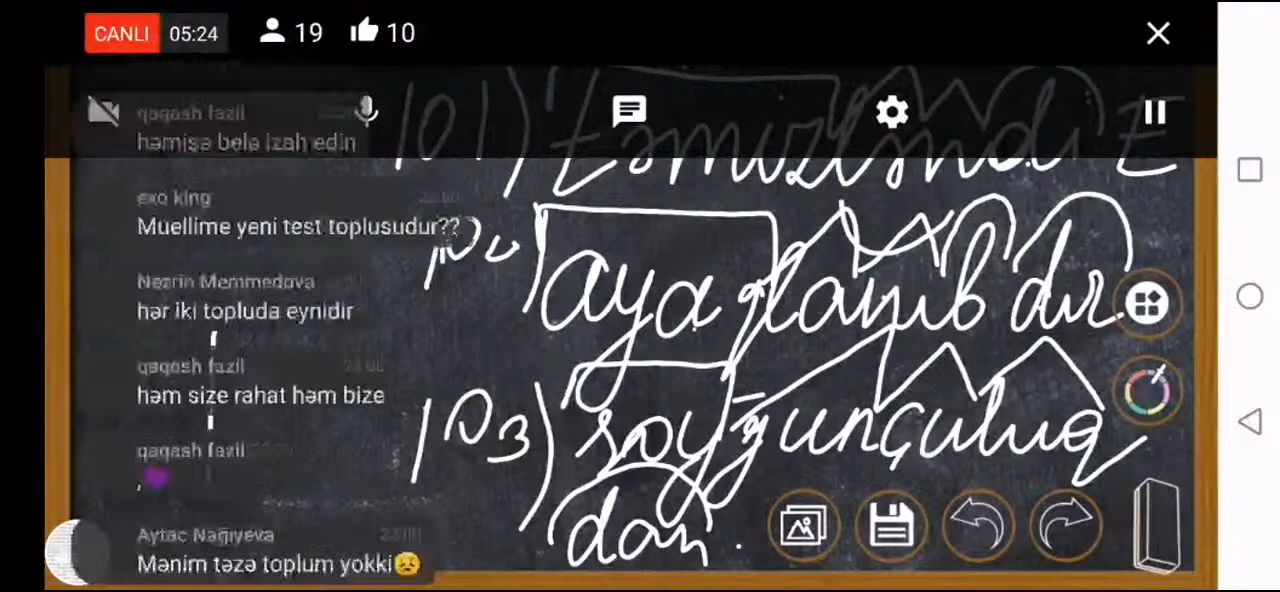 CANLI 05:24 19 10
qaqash fazil
həmişə belə izah edin
exo king
Muellime yeni test toplusudur??
Nezrin Memmedova
hər iki topluda eynidir
qaqash fazil
həm size rahat həm bize
qaqash fazil
,💜
Aytac Nağıyeva
Mənim təzə toplum yokki😣
101)
ayaqlayıbdır.
103) soyğunçuluq
dan.